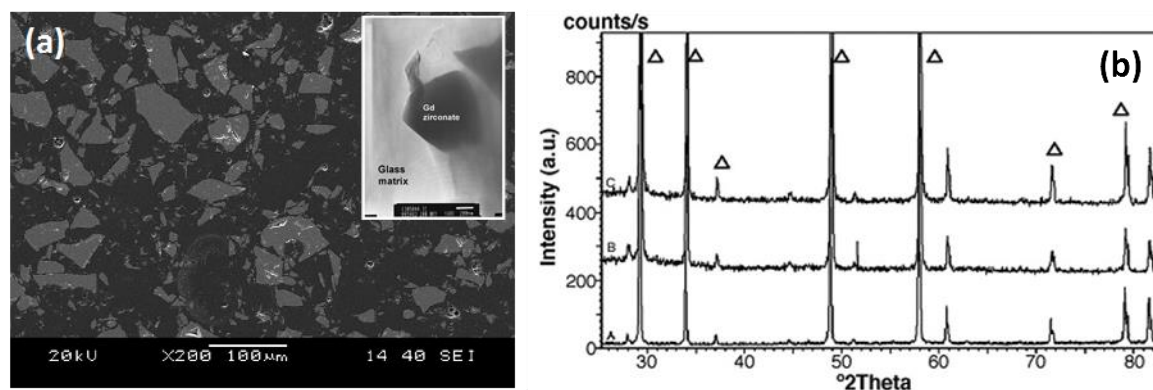 (a)
Gd
zirconate
Glass
matrix
20kV X200 100μm 14 40 SEI
counts/s
(b)
Intensity (a.u.)
800
600
400
200
0
C
B
A
30 40 50 60 70 80
°2Theta